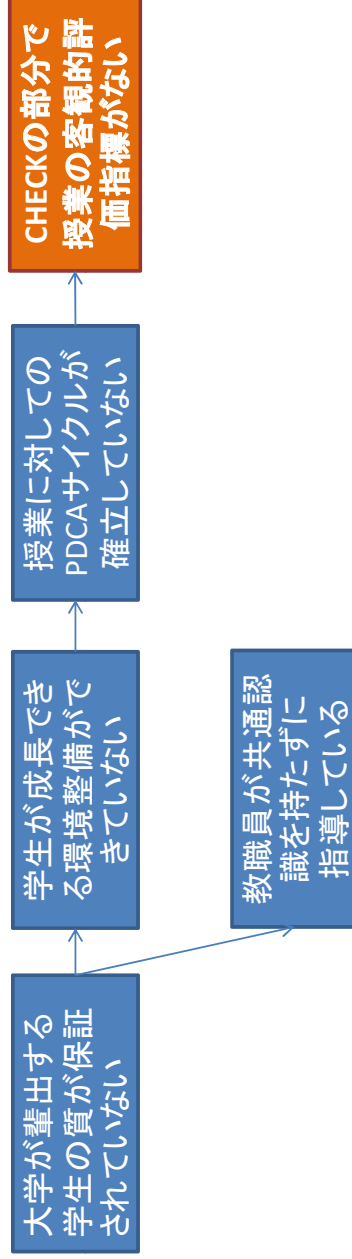 大学が輩出する
学生の質が保証
されていない
学生が成長でき
る環境整備がで
きていない
授業に対しての
PDCAサイクルが
確立していない
CHECKの部分で
授業の客観的評
価指標がない
教職員が共通認
識を持たずに
指導している